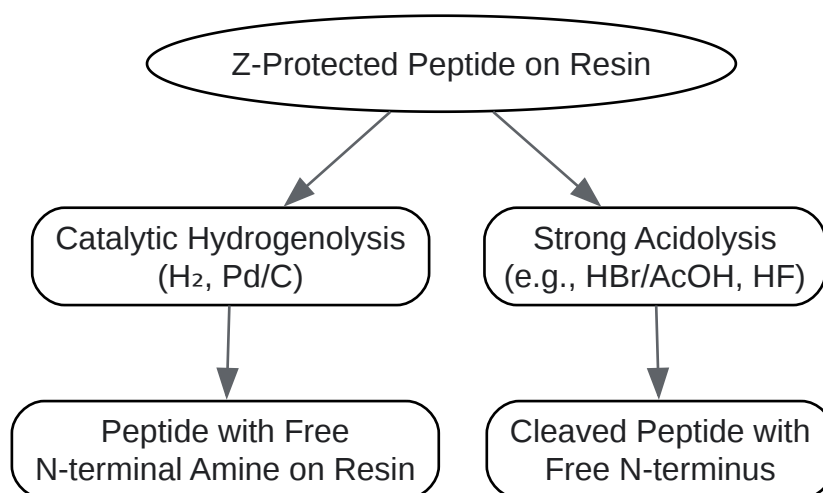 Z-Protected Peptide on Resin
Catalytic Hydrogenolysis
(H₂, Pd/C)
Strong Acidolysis
(e.g., HBr/AcOH, HF)
Peptide with Free
N-terminal Amine on Resin
Cleaved Peptide with
Free N-terminus